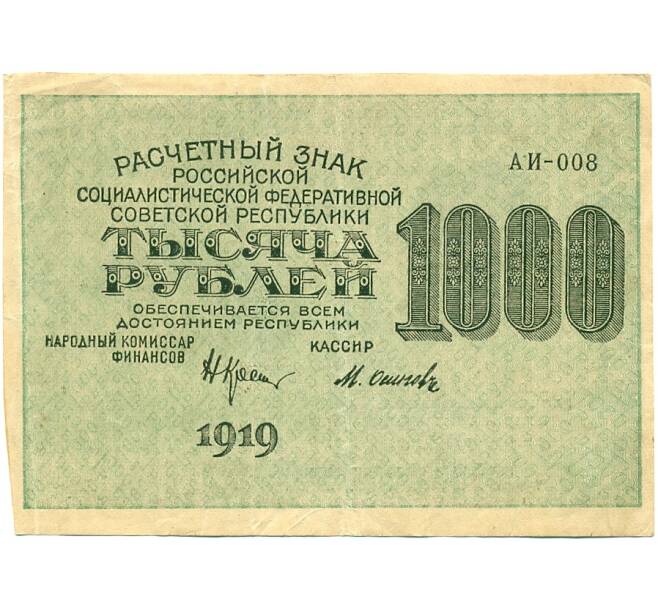 РАСЧЕТНЫЙ ЗНАК
РОССИЙСКОЙ
СОЦИАЛИСТИЧЕСКОЙ ФЕДЕРАТИВНОЙ
СОВЕТСКОЙ РЕСПУБЛИКИ
ТЫСЯЧА
РУБЛЕЙ
ОБЕСПЕЧИВАЕТСЯ ВСЕМ
ДОСТОЯНИЕМ РЕСПУБЛИКИ
АИ-008
1000
НАРОДНЫЙ КОМИССАР
ФИНАНСОВ
КАССИР
М. Осиповъ
1919